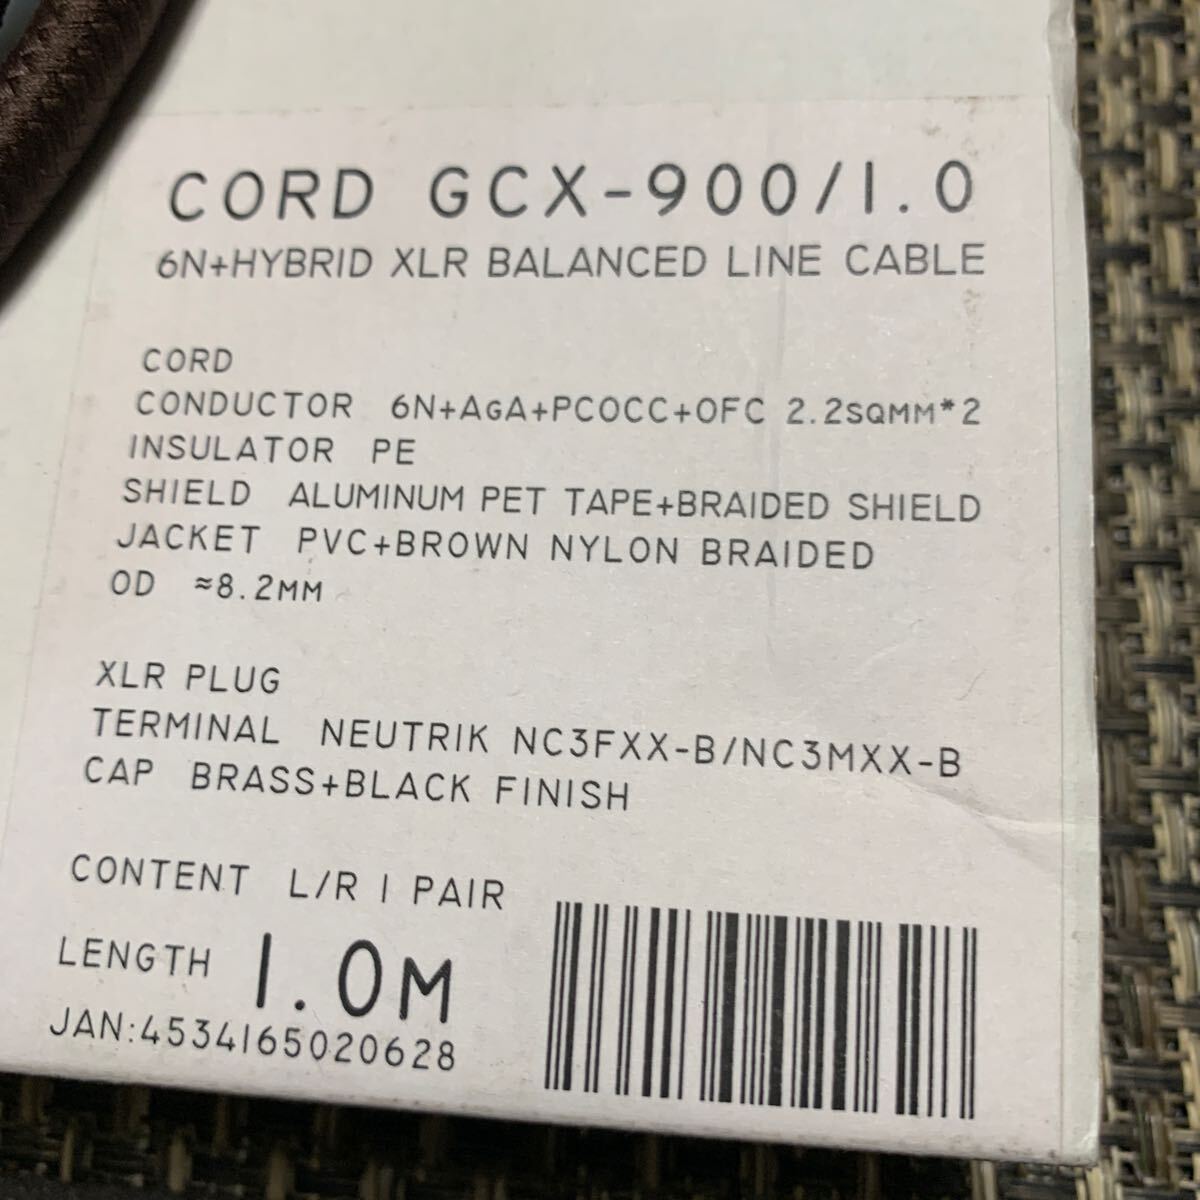 CORD GCX-900/1.0
6N+HYBRID XLR BALANCED LINE CABLE
CORD
CONDUCTOR 6N+AGA+PCOCC+OFC 2.2SQMM*2
INSULATOR PE
SHIELD ALUMINUM PET TAPE+BRAIDED SHIELD
JACKET PVC+BROWN NYLON BRAIDED
OD ≈8.2MM
XLR PLUG
TERMINAL NEUTRIK NC3FXX-B/NC3MXX-B
CAP BRASS+BLACK FINISH
CONTENT L/R 1 PAIR
LENGTH 1.0M
JAN:4534165020628